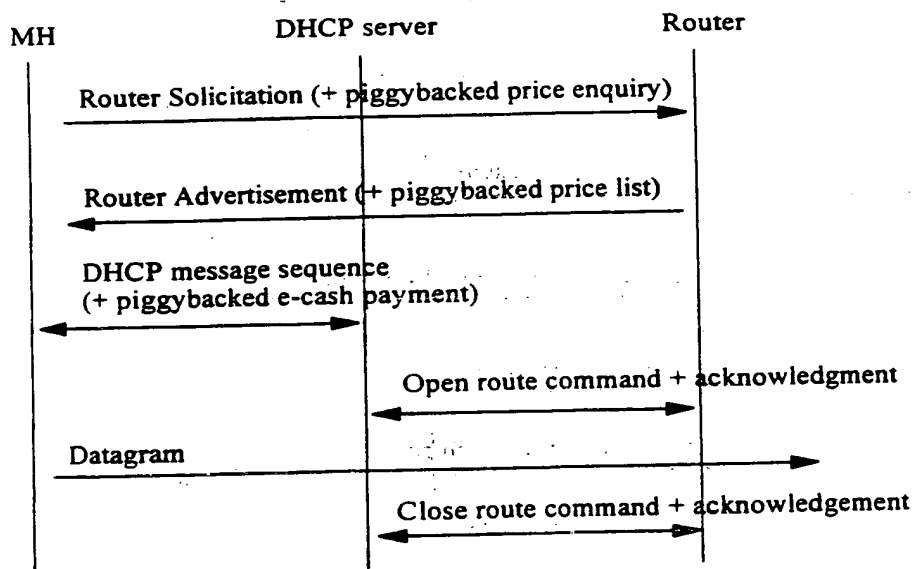 MH
DHCP server
Router
Router Solicitation (+ piggybacked price enquiry)
Router Advertisement (+ piggybacked price list)
DHCP message sequence
(+ piggybacked e-cash payment)
Open route command + acknowledgment
Datagram
Close route command + acknowledgement